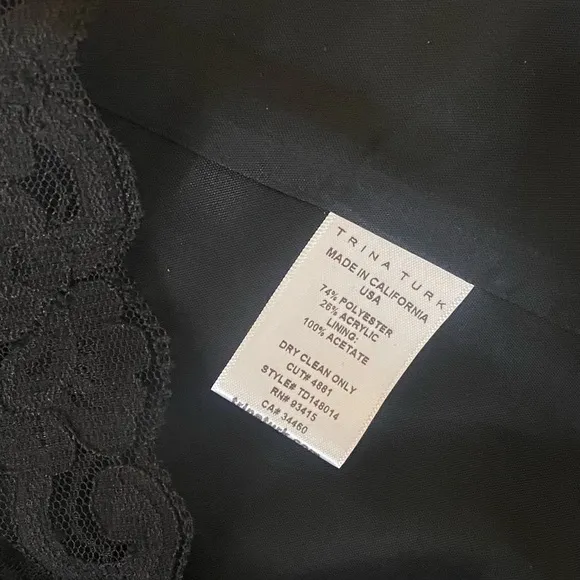 TRINA TURK
MADE IN CALIFORNIA
USA
74% POLYESTER
26% ACRYLIC
LINING:
100% ACETATE
DRY CLEAN ONLY
CUT# 4881
STYLE# TD148014
RN# 93415
CA# 34460